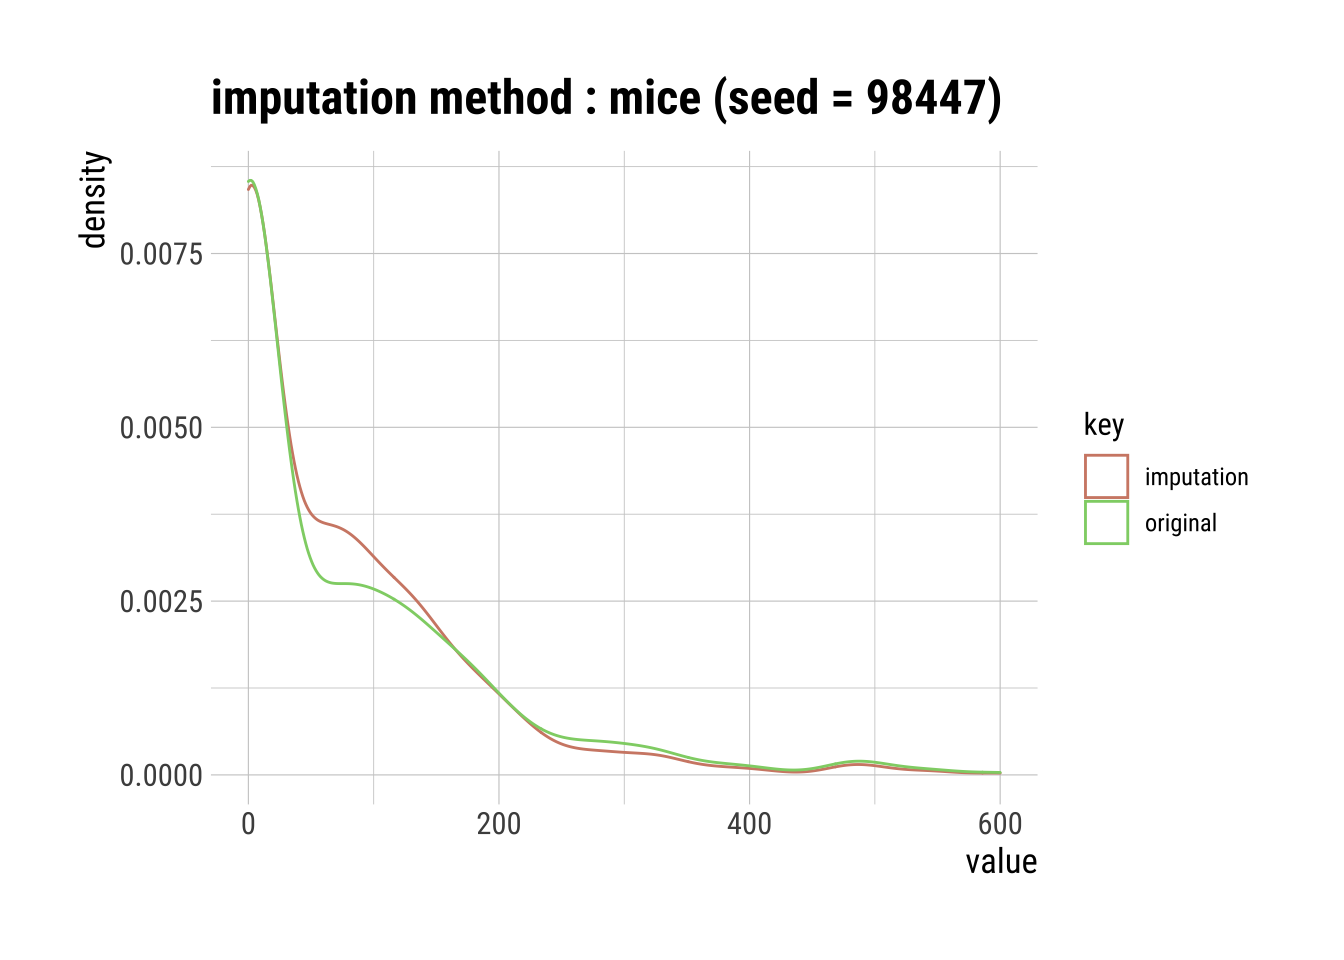 imputation method : mice (seed = 98447)
density
0.0075
0.0050
0.0025
0.0000
0 200 400 600
value
key
imputation
original